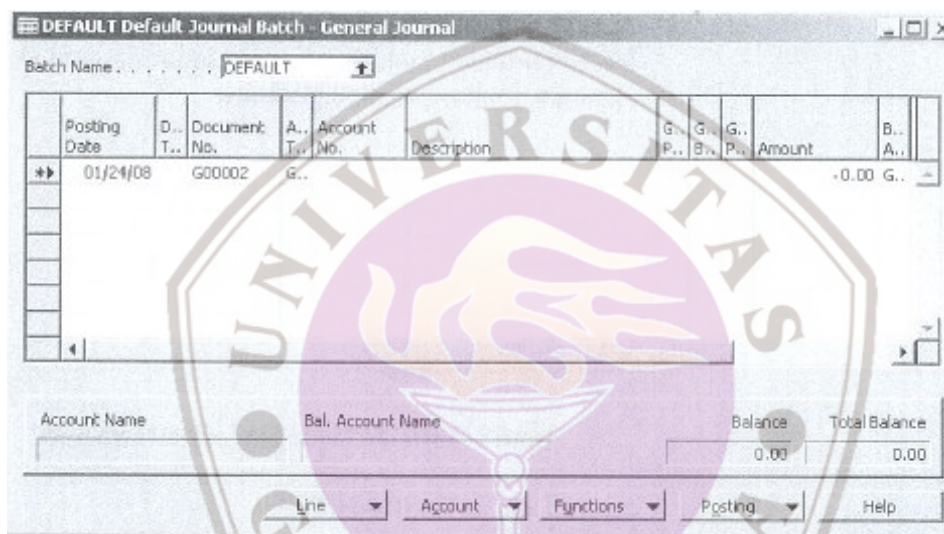 DEFAULT Default Journal Batch - General Journal
Batch Name . . . . . . . DEFAULT
Posting Date D.. T.. Document No. A.. T.. Account No. Description G.. P.. G.. B.. G.. P.. Amount B.. A..
01/24/08 G00002 G.. 0.00 G..
Account Name Bal. Account Name Balance Total Balance
0.00 0.00
Line Account Functions Posting Help
UNIVERSITAS